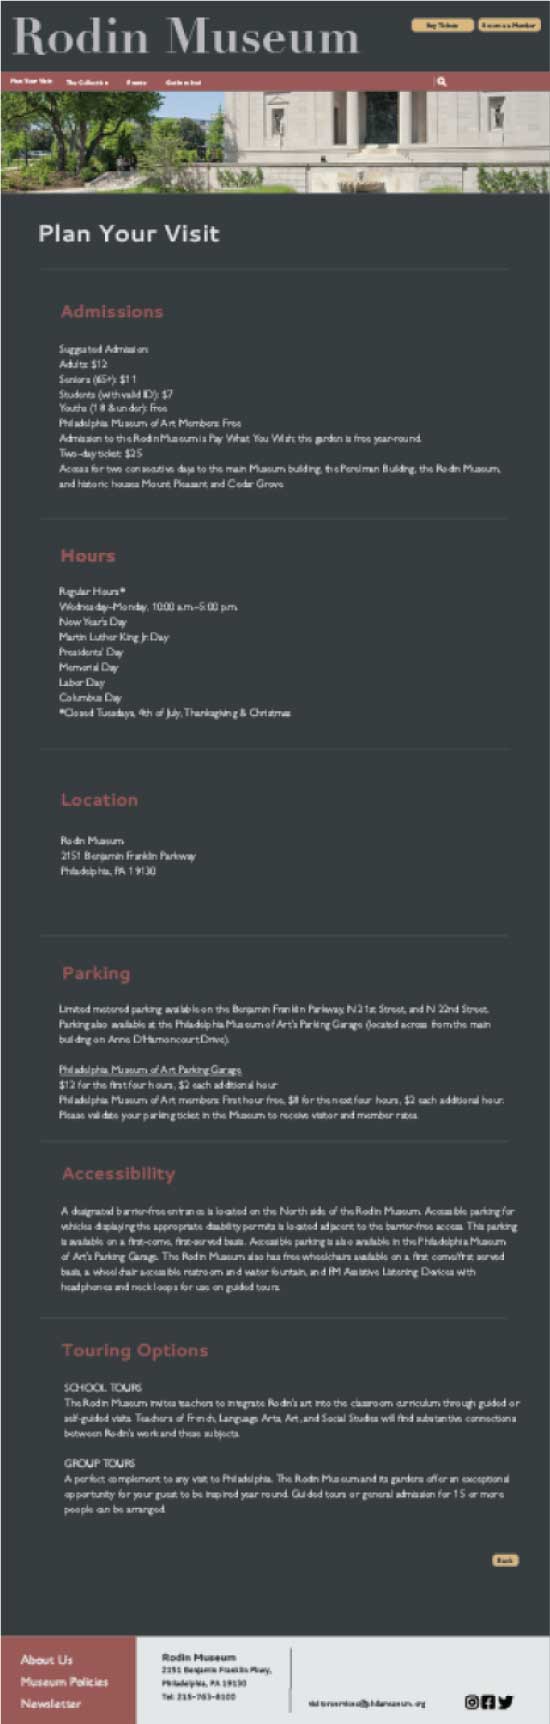 Rodin Museum
Buy Tickets
Become a Member
Plan Your Visit
The Collection
Events
Get Involved
Plan Your Visit
Admissions
Suggested Admission:
Adults: $12
Seniors (65+): $11
Students (with valid ID): $7
Youths (18 & under): Free
Philadelphia Museum of Art Members: Free
Admission to the Rodin Museum is Pay What You Wish; the garden is free year-round.
Two-day ticket: $25
Access for two consecutive days to the main Museum building, the Perelman Building, the Rodin Museum,
and historic houses Mount Pleasant and Cedar Grove
Hours
Regular Hours*
Wednesday–Monday, 10:00 a.m.–5:00 p.m.
New Year's Day
Martin Luther King Jr. Day
Presidents' Day
Memorial Day
Labor Day
Columbus Day
*Closed Tuesdays, 4th of July, Thanksgiving & Christmas
Location
Rodin Museum
2151 Benjamin Franklin Parkway
Philadelphia, PA 19130
Parking
Limited metered parking available on the Benjamin Franklin Parkway, N 21st Street, and N 22nd Street.
Parking also available at the Philadelphia Museum of Art's Parking Garage (located across from the main
building on Anne D'Harnoncourt Drive).
Philadelphia Museum of Art Parking Garage
$12 for the first four hours, $2 each additional hour
Philadelphia Museum of Art members: First hour free, $8 for the next four hours, $2 each additional hour.
Please validate your parking ticket in the Museum to receive visitor and member rates.
Accessibility
A designated barrier-free entrance is located on the North side of the Rodin Museum. Accessible parking for
vehicles displaying the appropriate disability permits is located adjacent to the barrier-free access. This parking
is available on a first-come, first-served basis. Accessible parking is also available in the Philadelphia Museum
of Art's Parking Garage. The Rodin Museum also has free wheelchairs available on a first come/first served
basis, a wheelchair accessible restroom and water fountain, and FM Assistive Listening Devices with
headphones and neck loops for use on guided tours.
Touring Options
SCHOOL TOURS
The Rodin Museum invites teachers to integrate Rodin's art into the classroom curriculum through guided or
self-guided visits. Teachers of French, Language Arts, Art, and Social Studies will find substantive connections
between Rodin's work and these subjects.
GROUP TOURS
A perfect complement to any visit to Philadelphia. The Rodin Museum and its gardens offer an exceptional
opportunity for your guest to be inspired year round. Guided tours or general admission for 15 or more
people can be arranged.
Back
About Us
Museum Policies
Newsletter
Rodin Museum
2151 Benjamin Franklin Pkwy,
Philadelphia, PA 19130
Tel: 215-763-8100
visitorservices@philamuseum.org